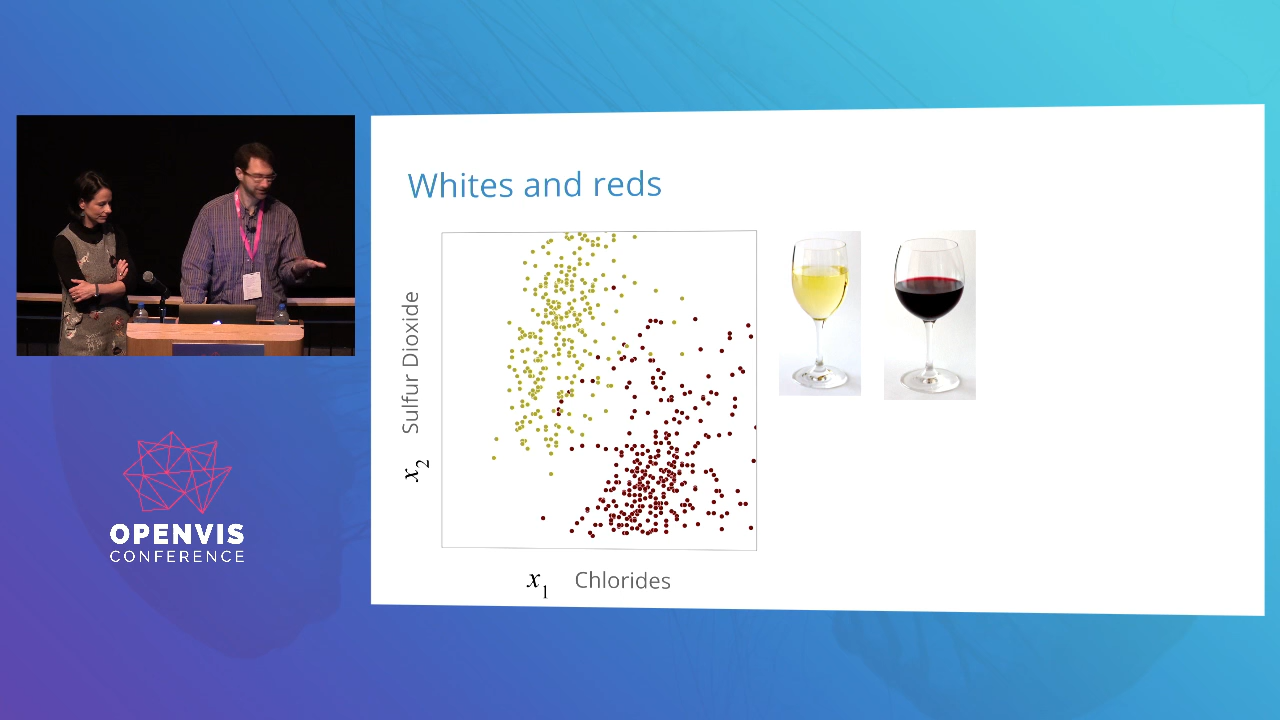 Whites and reds
Sulfur Dioxide
x2
x1 Chlorides
OPENVIS
CONFERENCE